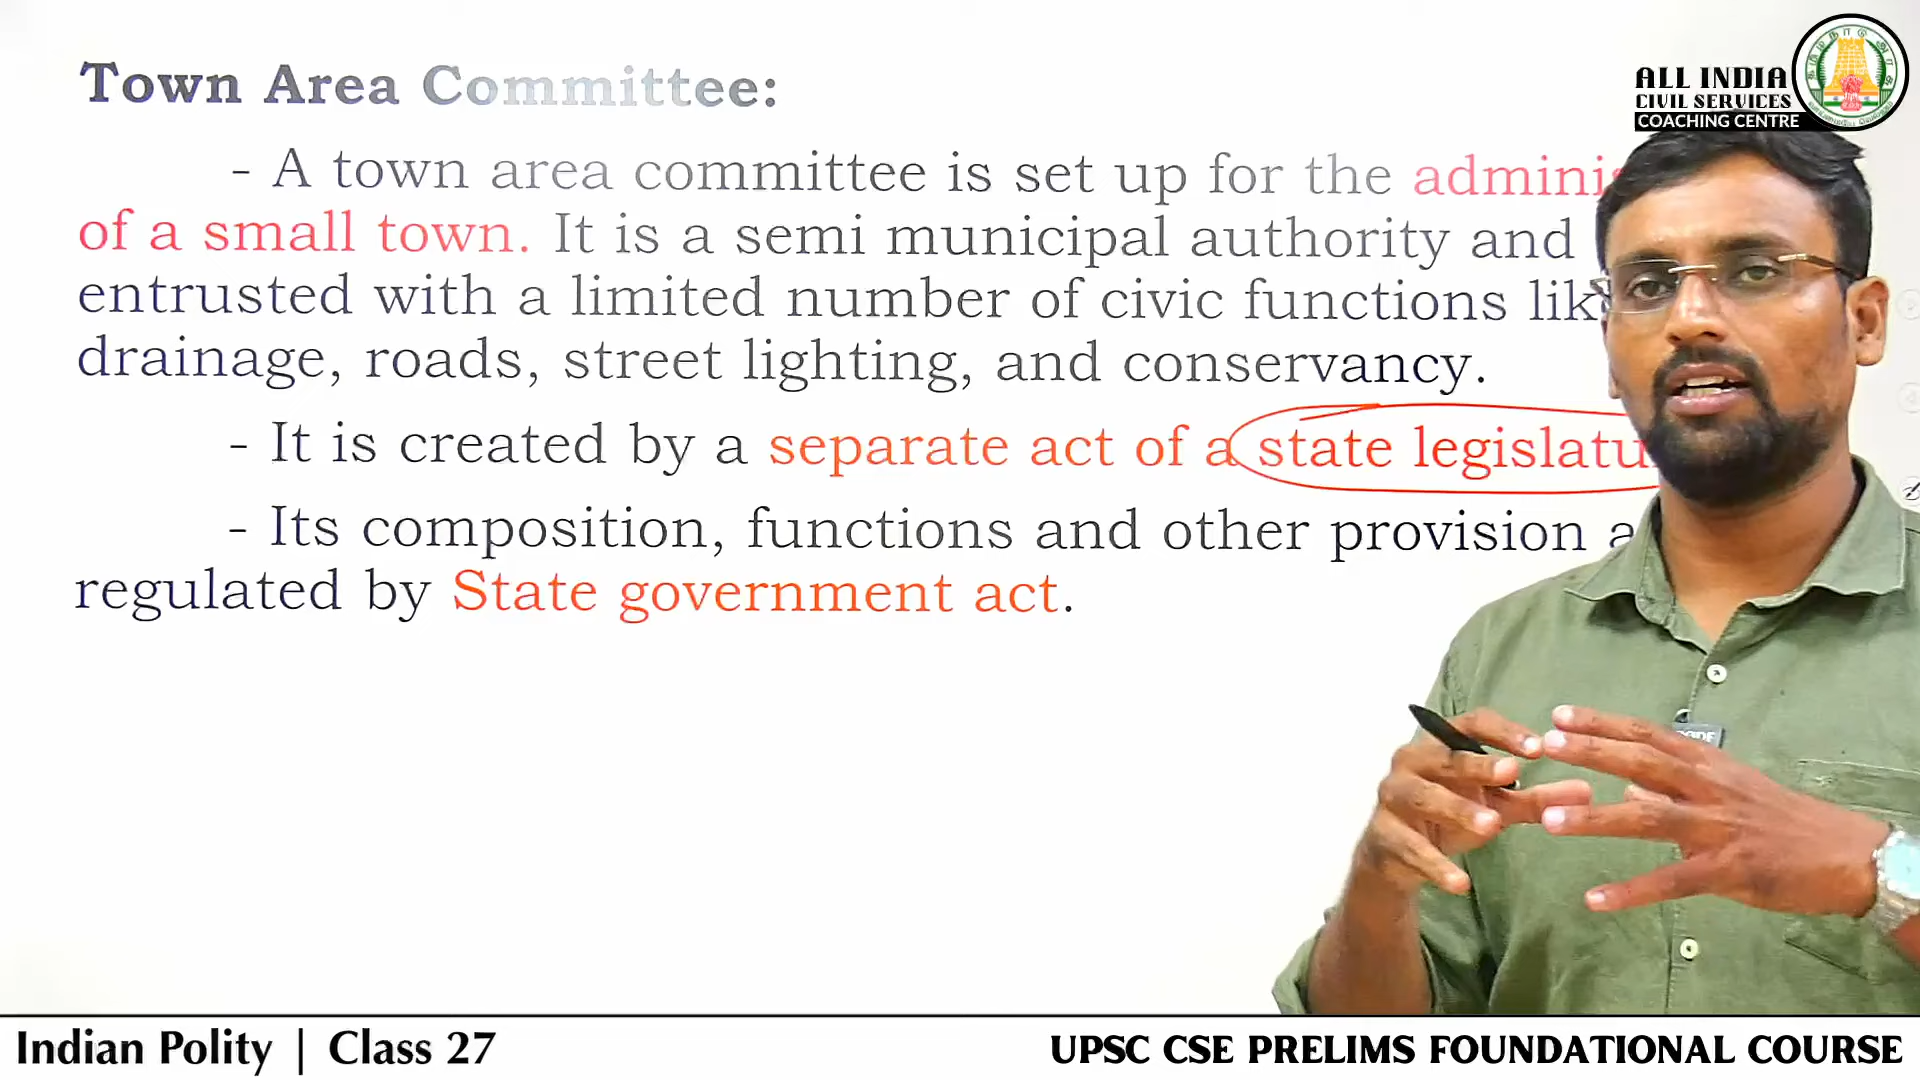 Town Area Committee:
ALL INDIA
CIVIL SERVICES
COACHING CENTRE
- A town area committee is set up for the
of a small town. It is a semi municipal authority and
entrusted with a limited number of civic functions
drainage, roads, street lighting, and conservancy.
- It is created by a separate act of a state
- Its composition, functions and other provision
regulated by State government act.
Indian Polity | Class 27
UPSC CSE PRELIMS FOUNDATIONAL COURSE